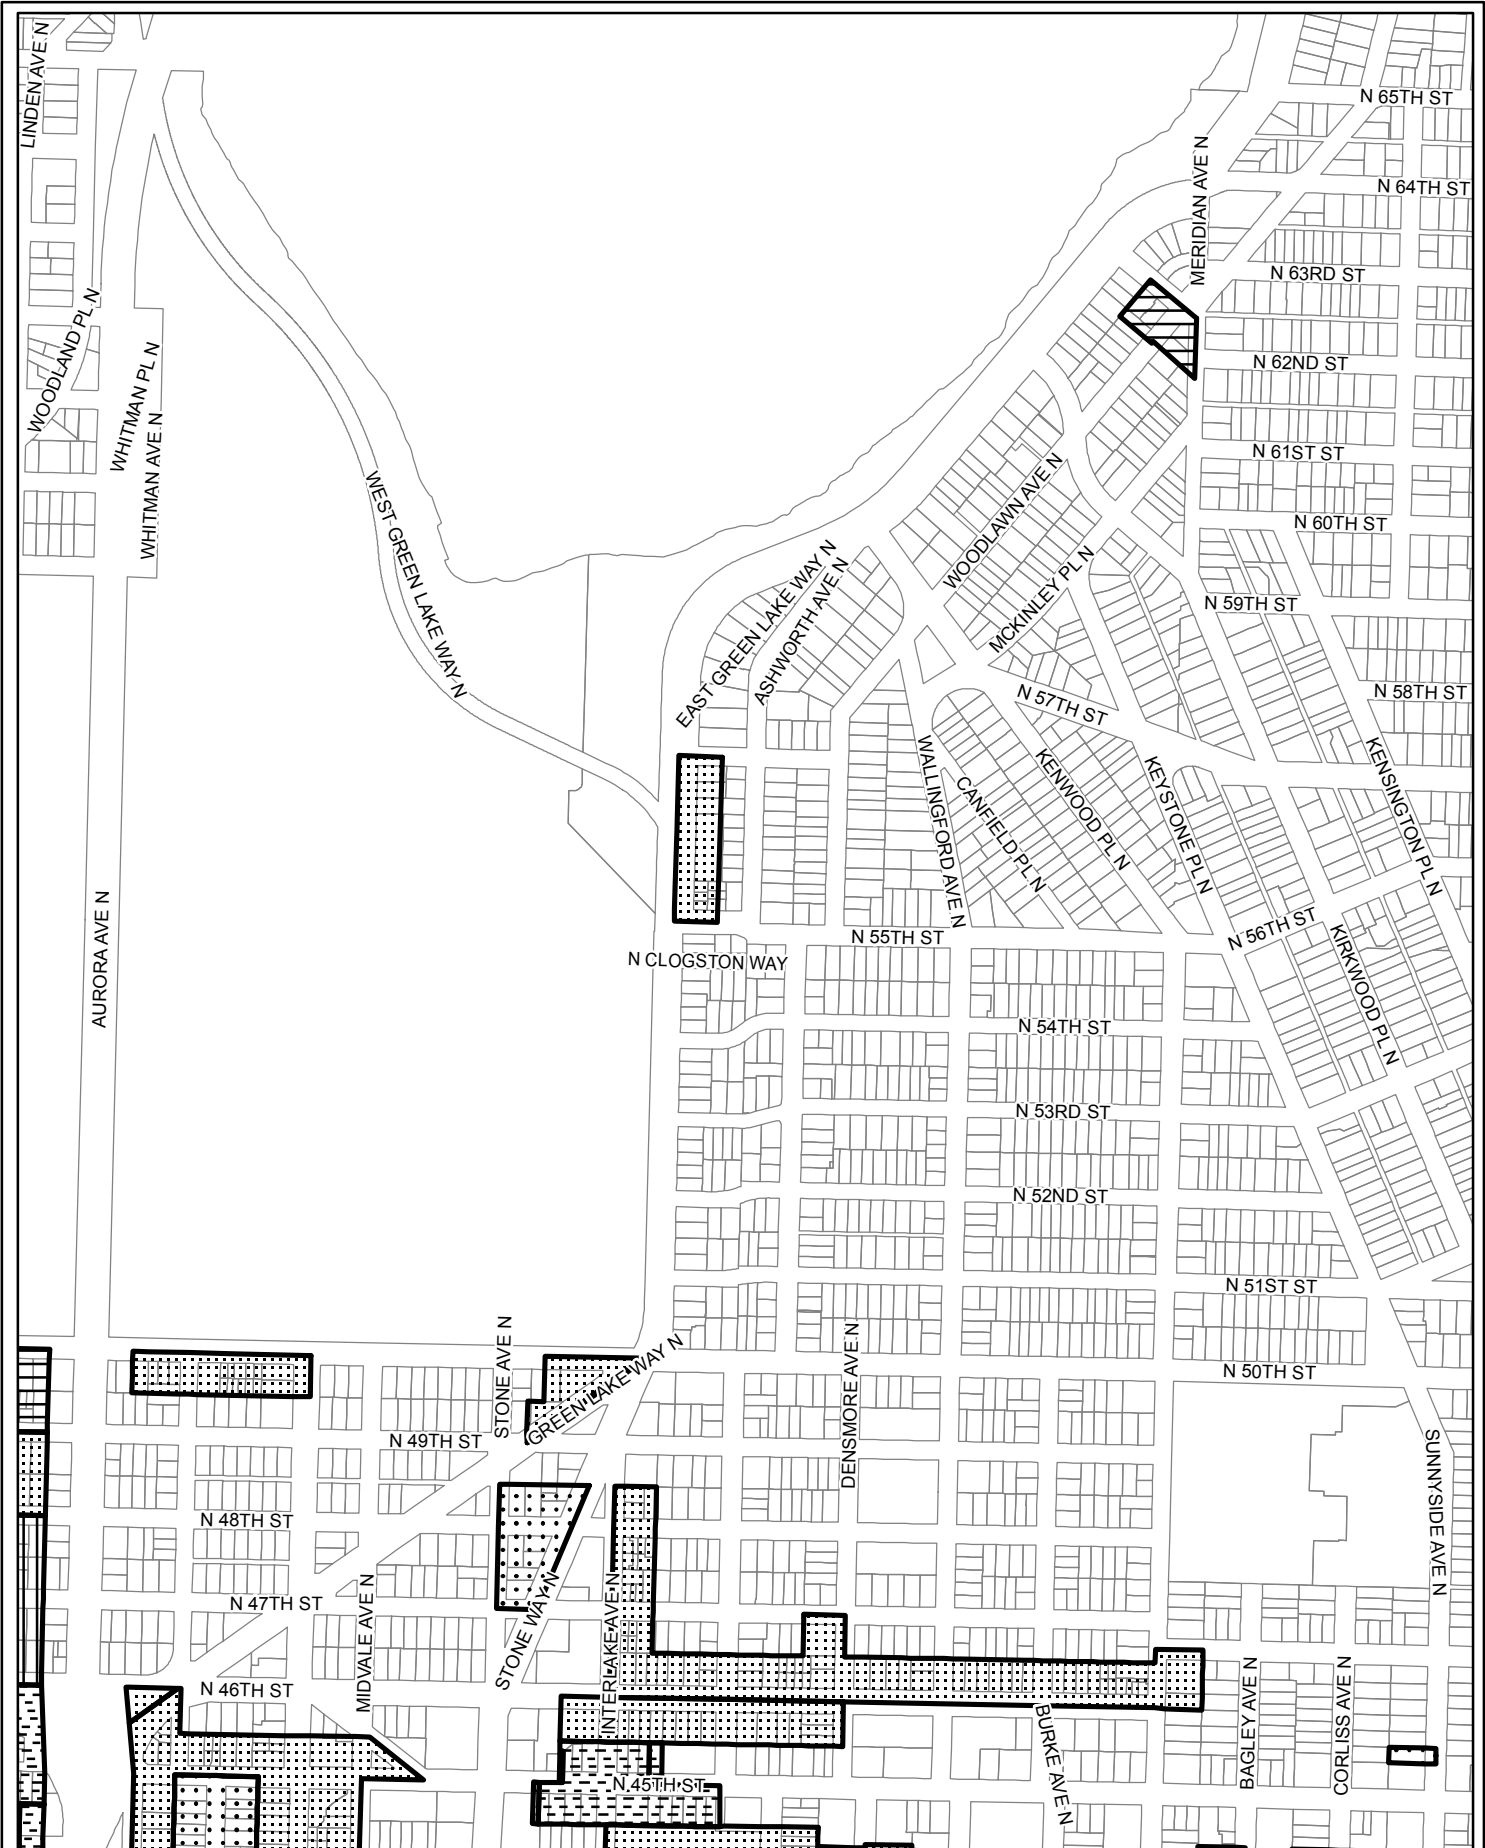 LINDEN AVE N
N 65TH ST
MERIDIAN AVE N
N 64TH ST
N 63RD ST
WOODLAND PL N
WHITMAN PL N
N 62ND ST
WHITMAN AVE N
N 61ST ST
WEST GREEN LAKE WAY N
WOODLAWN AVE N
N 60TH ST
EAST GREEN LAKE WAY N
ASHWORTH AVE N
MCKINLEY PL N
N 59TH ST
N 57TH ST
N 58TH ST
WALLINGFORD AVE N
CANFIELD PL N
KENWOOD PL N
KEYSTONE PL N
KENSINGTON PL N
AURORA AVE N
N 55TH ST
N 56TH ST
N CLOGSTON WAY
KIRKWOOD PL N
N 54TH ST
N 53RD ST
N 52ND ST
N 51ST ST
STONE AVE N
GREEN LAKE WAY N
DENSMORE AVE N
N 50TH ST
N 49TH ST
SUNNYSIDE AVE N
N 48TH ST
N 47TH ST
MIDVALE AVE N
STONE WAY N
INTERLAKE AVE N
N 46TH ST
BURKE AVE N
BAGLEY AVE N
CORLISS AVE N
N 45TH ST